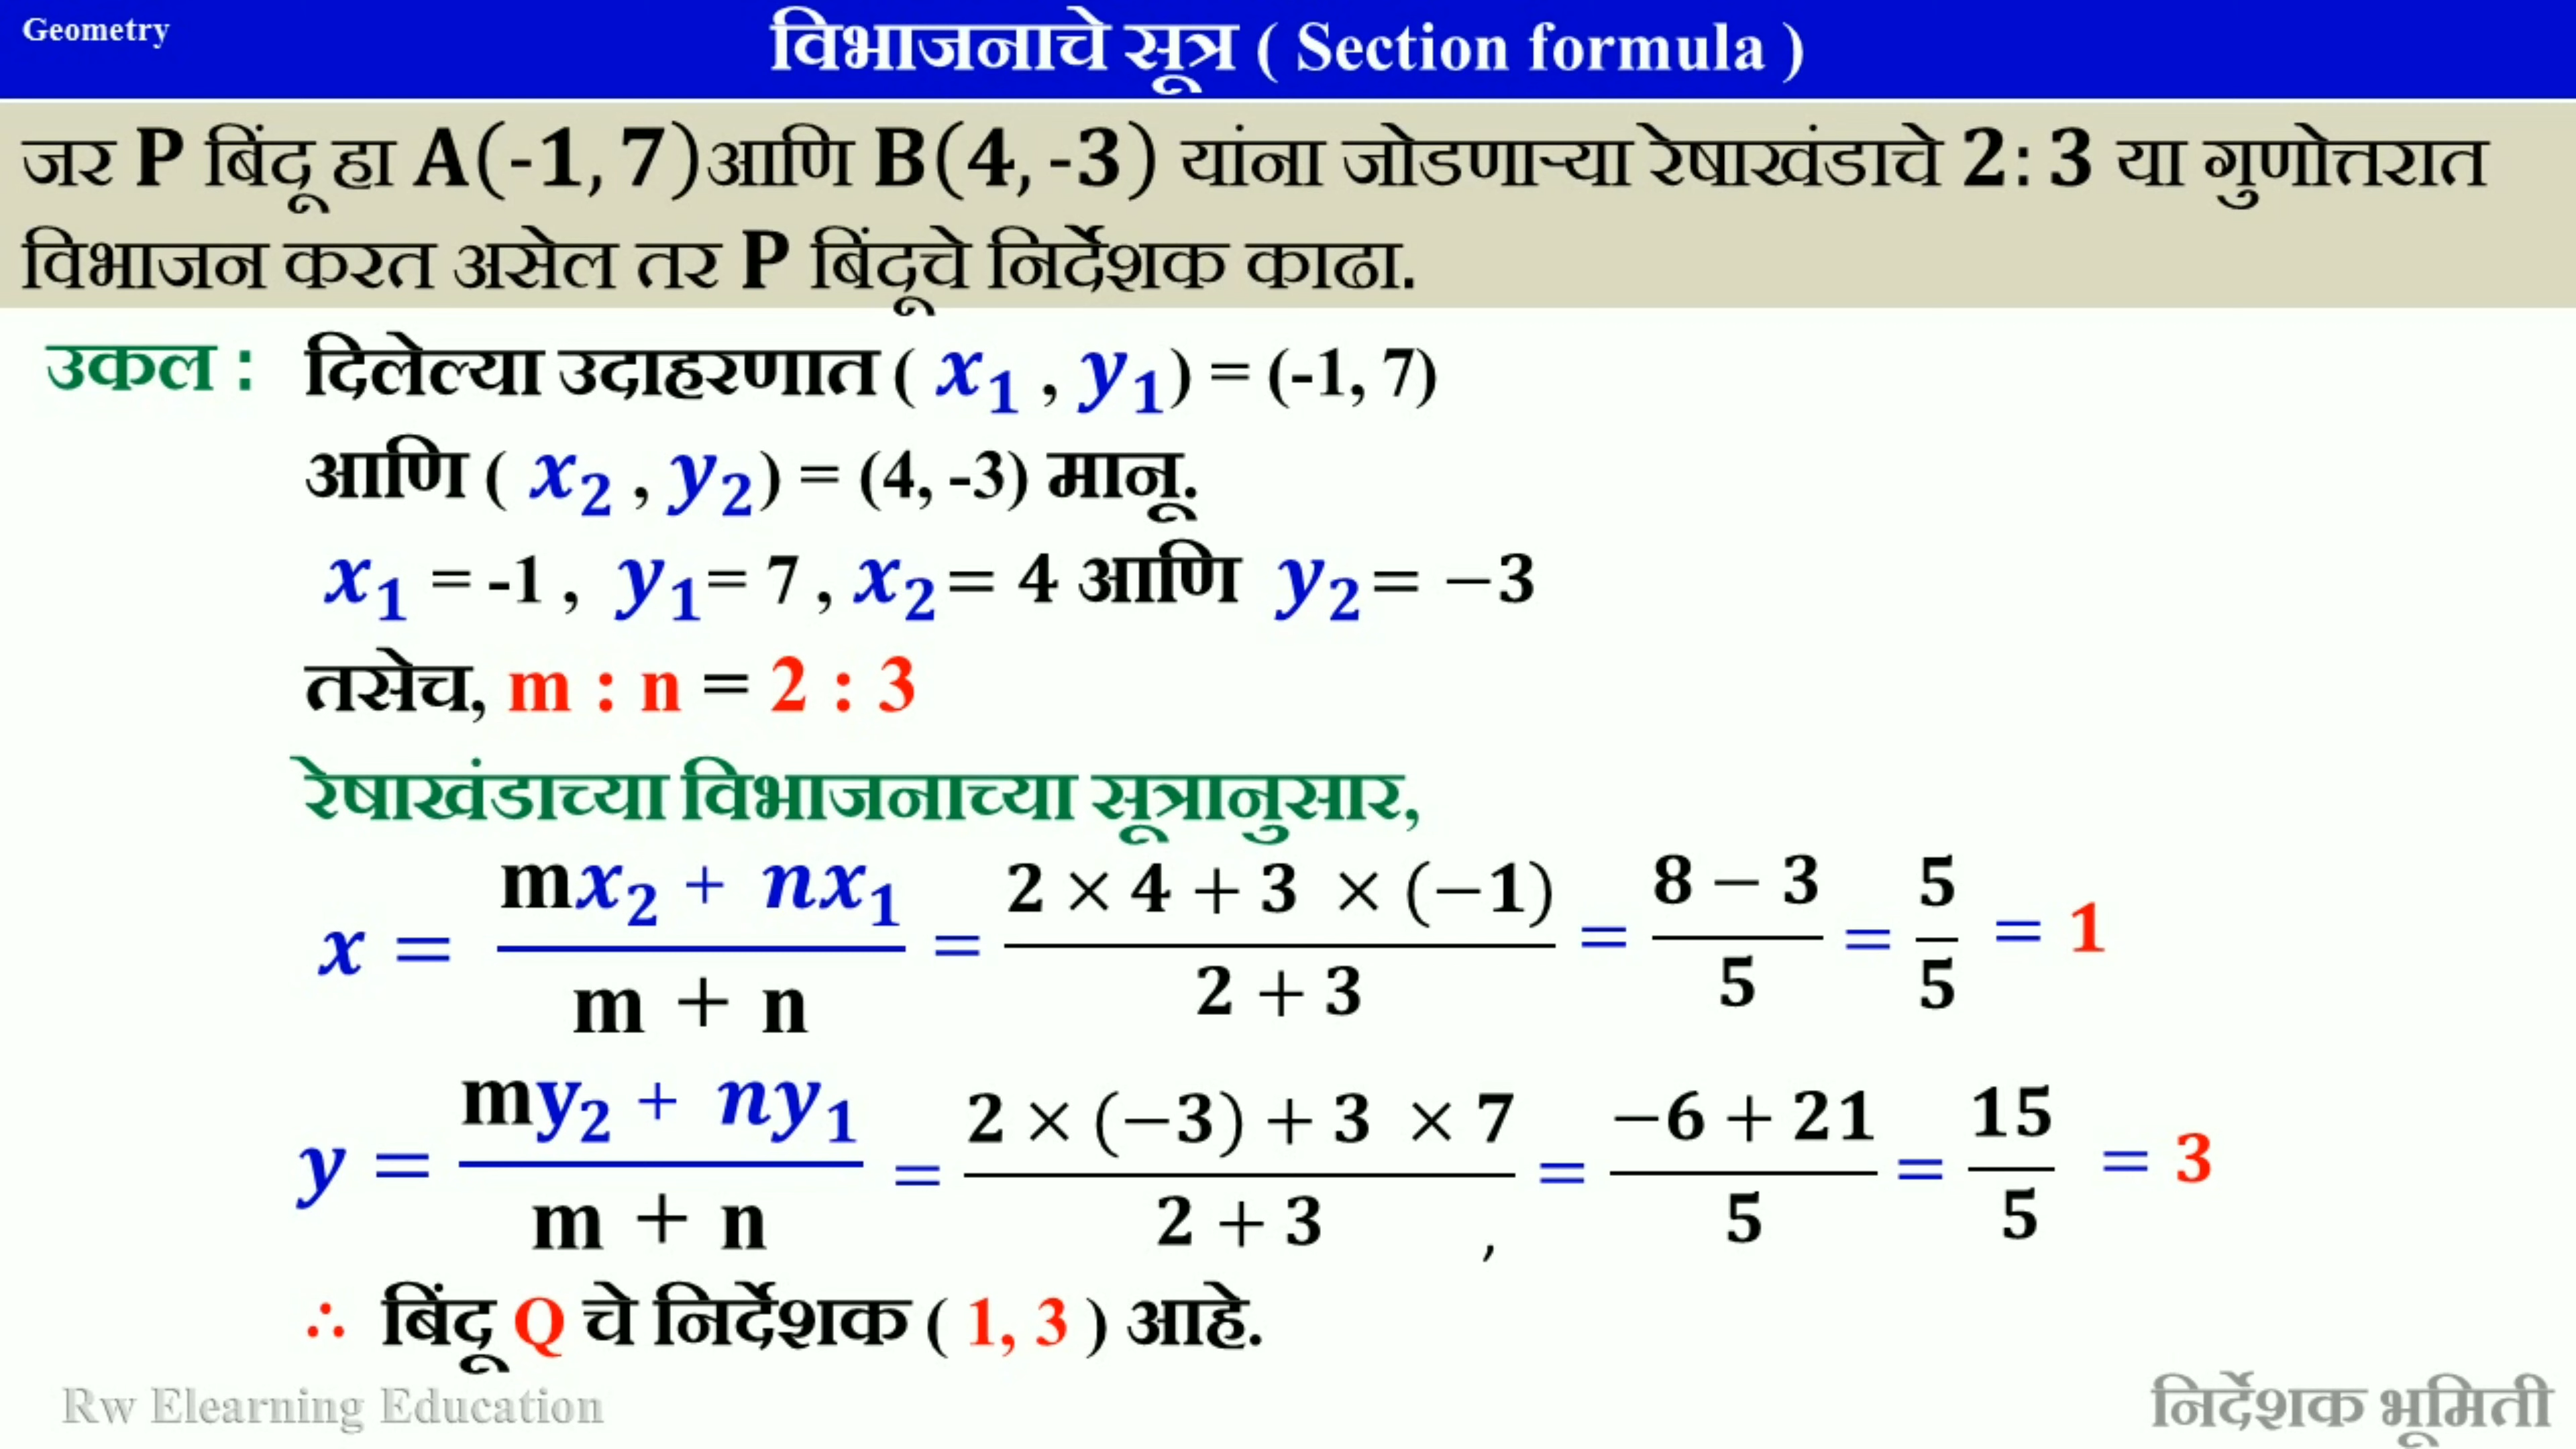 Geometry
विभाजनाचे सूत्र ( Section formula )
जर P बिंदू हा A(-1, 7)आणि B(4, -3) यांना जोडणाऱ्या रेषाखंडाचे 2: 3 या गुणोत्तरात
विभाजन करत असेल तर P बिंदूचे निर्देशक काढा.
उकल : दिलेल्या उदाहरणात ( x₁ , y₁) = (-1, 7)
आणि ( x₂ , y₂) = (4, -3) मानू.
x₁ = -1 , y₁= 7 , x₂= 4 आणि y₂= −3
तसेच, m : n = 2 : 3
रेषाखंडाच्या विभाजनाच्या सूत्रानुसार,
x = (mx₂ + nx₁)/(m + n) = (2 × 4 + 3 × (−1))/(2 + 3) = (8 − 3)/5 = 5/5 = 1
y = (my₂ + ny₁)/(m + n) = (2 × (−3) + 3 × 7)/(2 + 3) , = (−6 + 21)/5 = 15/5 = 3
∴ बिंदू Q चे निर्देशक ( 1, 3 ) आहे.
Rw Elearning Education
निर्देशक भूमिती